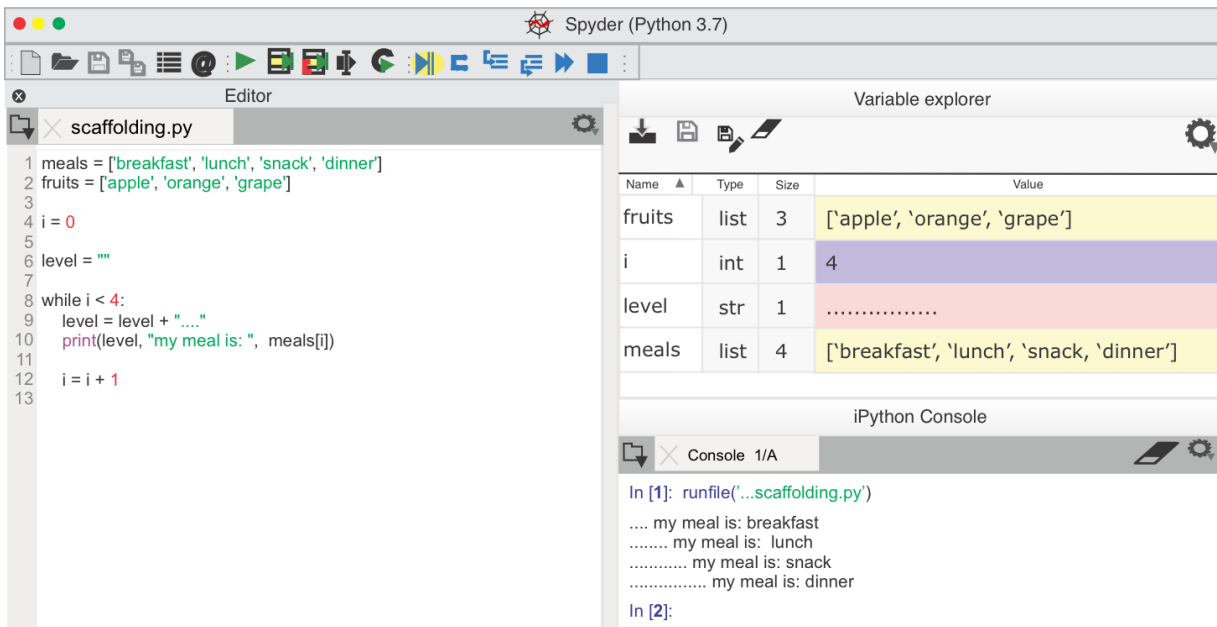 Spyder (Python 3.7)
Editor
scaffolding.py
1 meals = ['breakfast', 'lunch', 'snack', 'dinner']
2 fruits = ['apple', 'orange', 'grape']
3
4 i = 0
5
6 level = ""
7
8 while i < 4:
9 level = level + "...."
10 print(level, "my meal is: ", meals[i])
11
12 i = i + 1
13
Variable explorer
Name ▲ Type Size Value
fruits list 3 [‘apple’, ‘orange’, ‘grape’]
i int 1 4
level str 1 ................
meals list 4 [‘breakfast’, ‘lunch’, ‘snack, ‘dinner’]
iPython Console
Console 1/A
In [1]: runfile('...scaffolding.py')
.... my meal is: breakfast
........ my meal is: lunch
............ my meal is: snack
................ my meal is: dinner
In [2]: